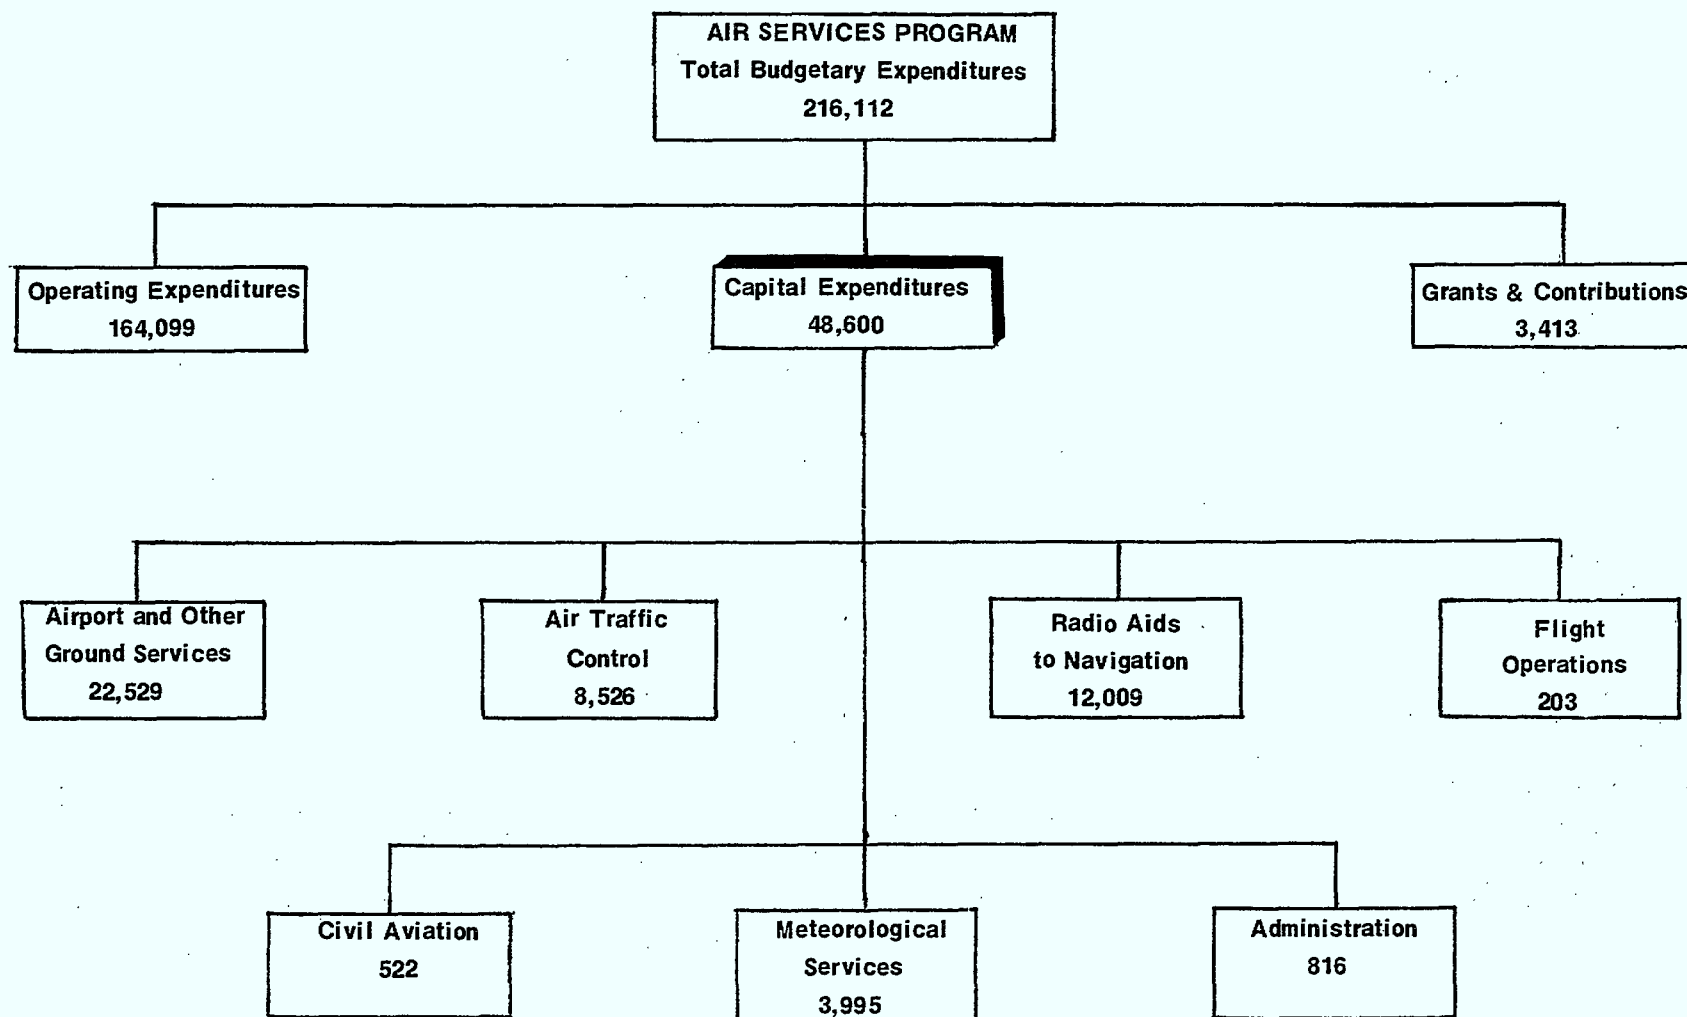 AIR SERVICES PROGRAM
Total Budgetary Expenditures
216,112
Operating Expenditures
164,099
Capital Expenditures
48,600
Grants & Contributions
3,413
Airport and Other
Ground Services
22,529
Air Traffic
Control
8,526
Radio Aids
to Navigation
12,009
Flight
Operations
203
Civil Aviation
522
Meteorological
Services
3,995
Administration
816